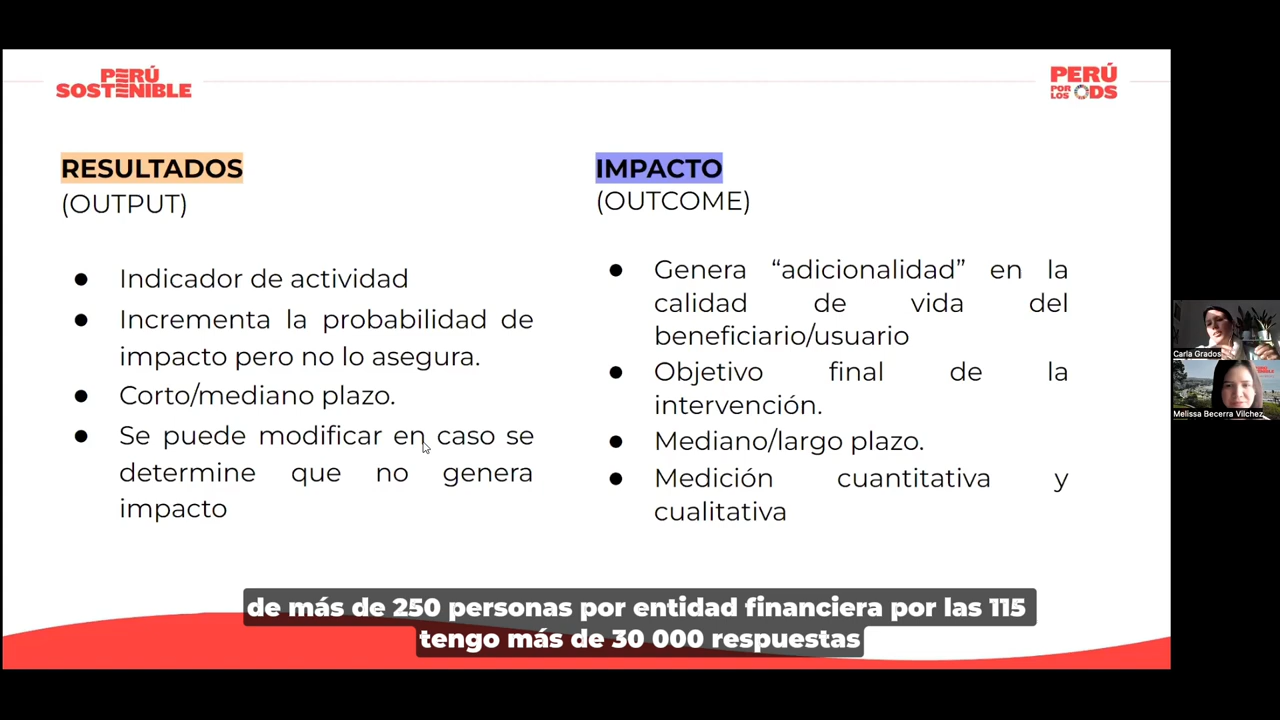 PERÚ
SOSTENIBLE
PERÚ
POR
LOS ODS
RESULTADOS
(OUTPUT)
● Indicador de actividad
● Incrementa la probabilidad de
impacto pero no lo asegura.
● Corto/mediano plazo.
● Se puede modificar en caso se
determine que no genera
impacto
IMPACTO
(OUTCOME)
● Genera “adicionalidad” en la
calidad de vida del
beneficiario/usuario
● Objetivo final de la
intervención.
● Mediano/largo plazo.
● Medición cuantitativa y
cualitativa
Carla Grados
Melissa Becerra Vilchez
de más de 250 personas por entidad financiera por las 115
tengo más de 30 000 respuestas